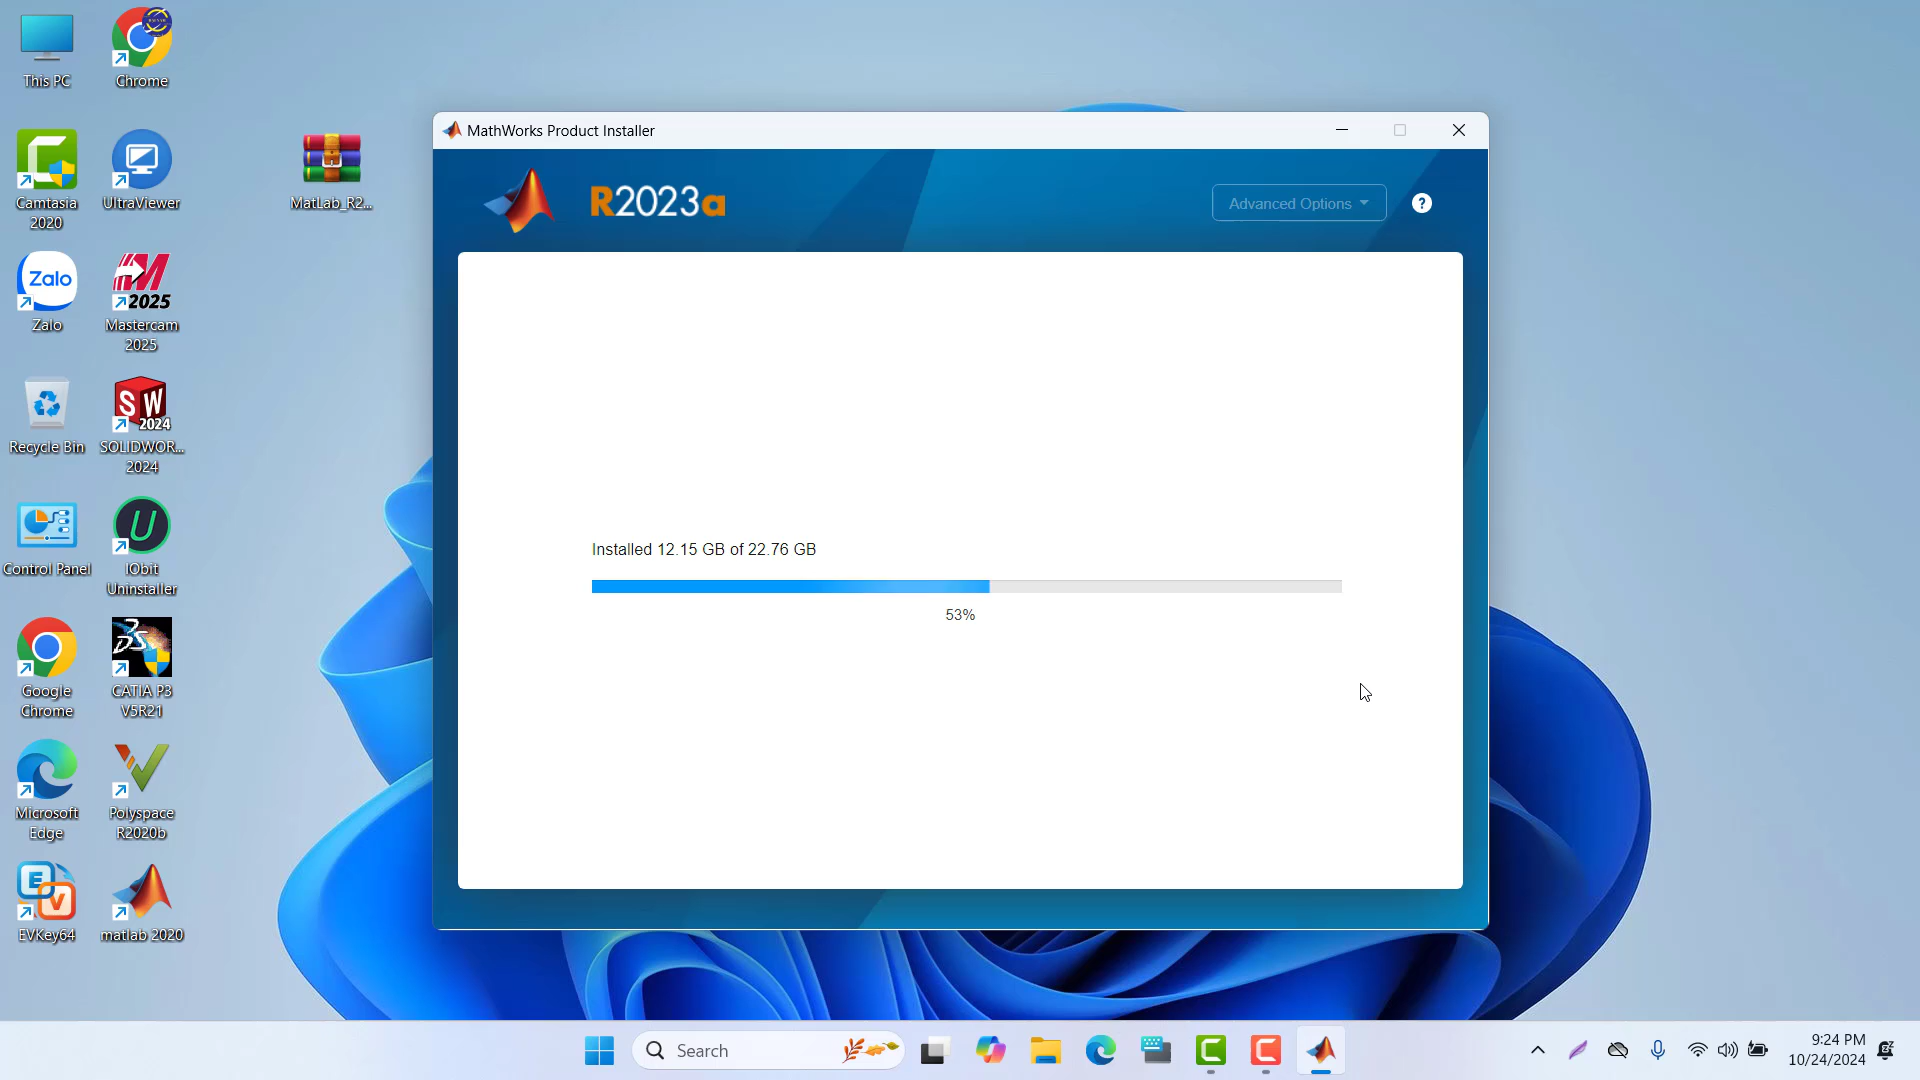 This PC
Chrome
Camtasia
2020
UltraViewer
MatLab_R2...
Zalo
Zalo
2025
Mastercam
2025
Recycle Bin
SW
2024
SOLIDWOR...
2024
Control Panel
U
IObit
Uninstaller
Google
Chrome
CATIA P3
V5R21
Microsoft
Edge
Polyspace
R2020b
E
V
EVKey64
matlab 2020
MathWorks Product Installer
R2023a
Advanced Options
?
Installed 12.15 GB of 22.76 GB
53%
Search
9:24 PM
10/24/2024